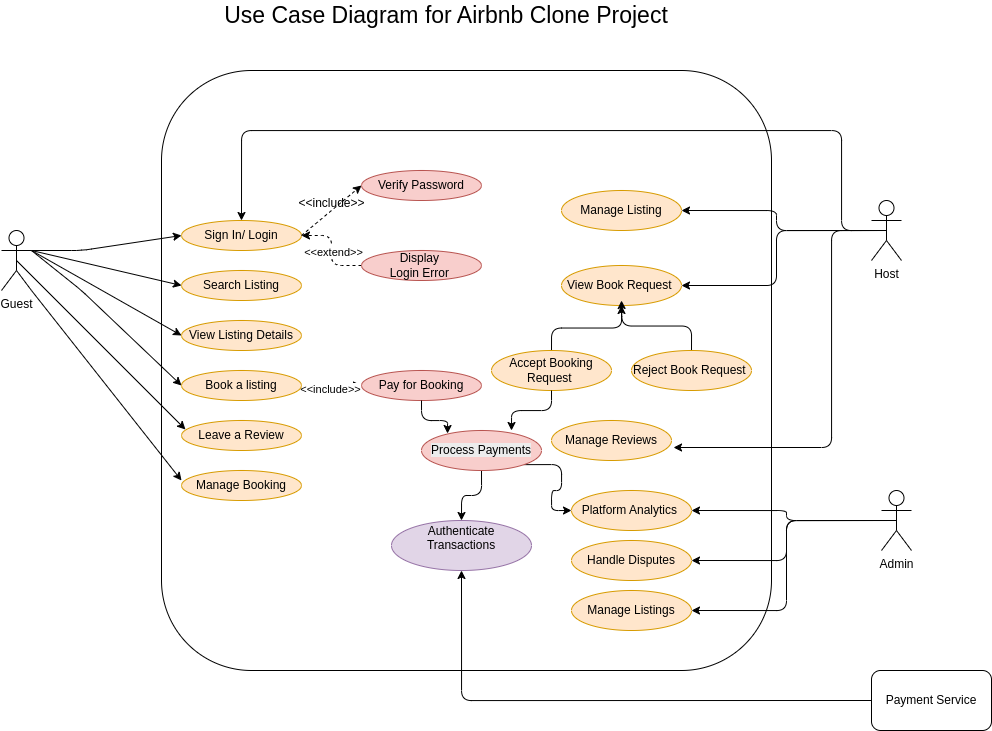 Use Case Diagram for Airbnb Clone Project
Verify Password
<<include>>
Manage Listing
Sign In/ Login
<<extend>>
Display
Login Error
Host
Guest
Search Listing
View Book Request
View Listing Details
Accept Booking
Request
Reject Book Request
Book a listing
<<include>>
Pay for Booking
Leave a Review
Process Payments
Manage Reviews
Manage Booking
Platform Analytics
Authenticate
Transactions
Handle Disputes
Admin
Manage Listings
Payment Service